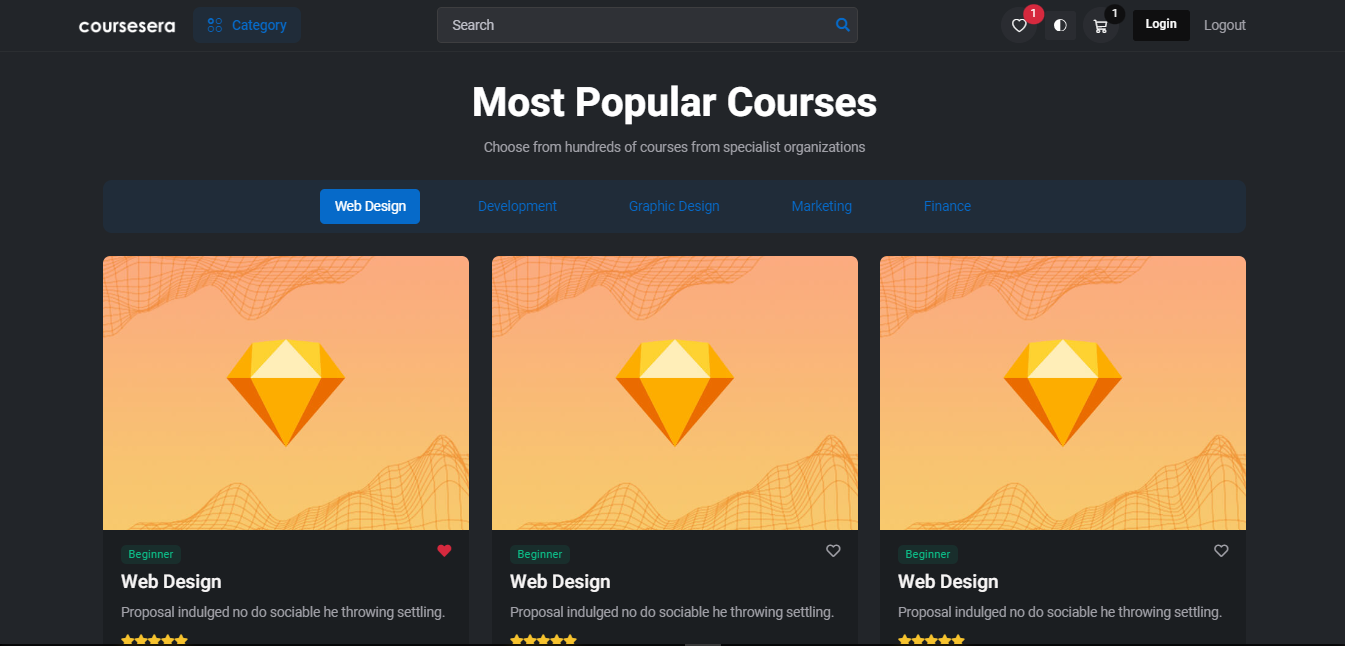 coursesera Category Search 1 1 Login Logout
Most Popular Courses
Choose from hundreds of courses from specialist organizations
Web Design Development Graphic Design Marketing Finance
Beginner Beginner Beginner
Web Design Web Design Web Design
Proposal indulged no do sociable he throwing settling. Proposal indulged no do sociable he throwing settling. Proposal indulged no do sociable he throwing settling.